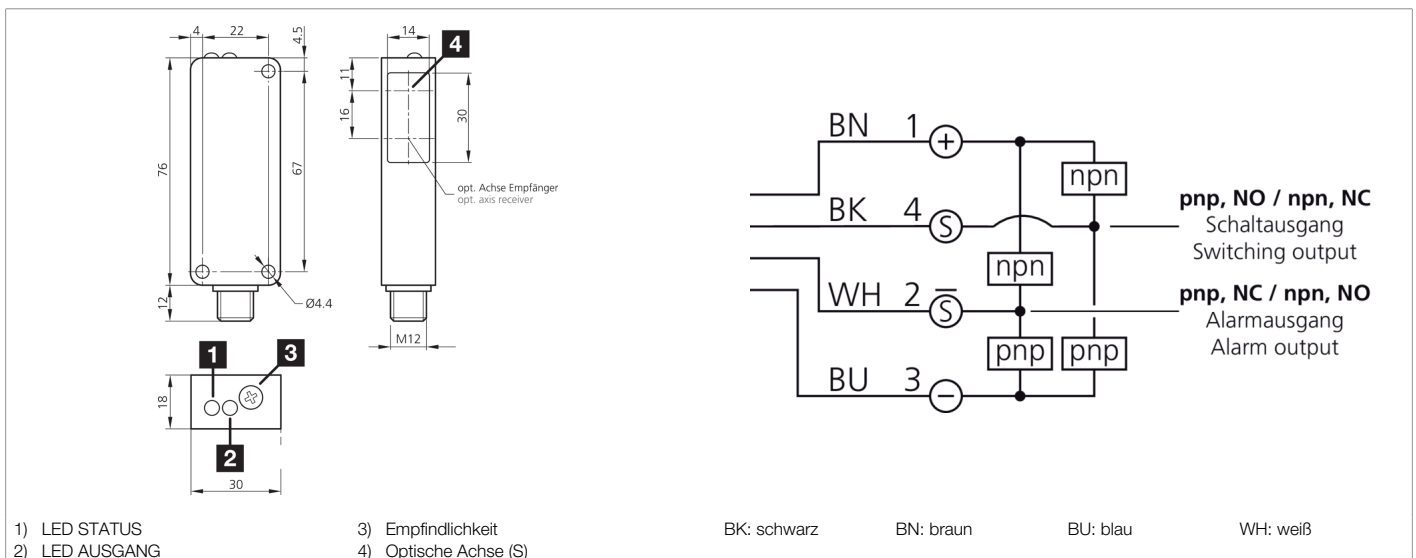 4
22
4.5
14
4
11
16
30
76
67
opt. Achse Empfänger
opt. axis receiver
12
Ø4.4
M12
1
3
18
2
30
BN 1 +
npn
pnp, NO / npn, NC
BK 4 S
Schaltausgang
Switching output
npn
WH 2 S̅
pnp, NC / npn, NO
Alarmausgang
pnp pnp
Alarm output
BU 3 −
1) LED STATUS
2) LED AUSGANG
3) Empfindlichkeit
4) Optische Achse (S)
BK: schwarz BN: braun BU: blau WH: weiß